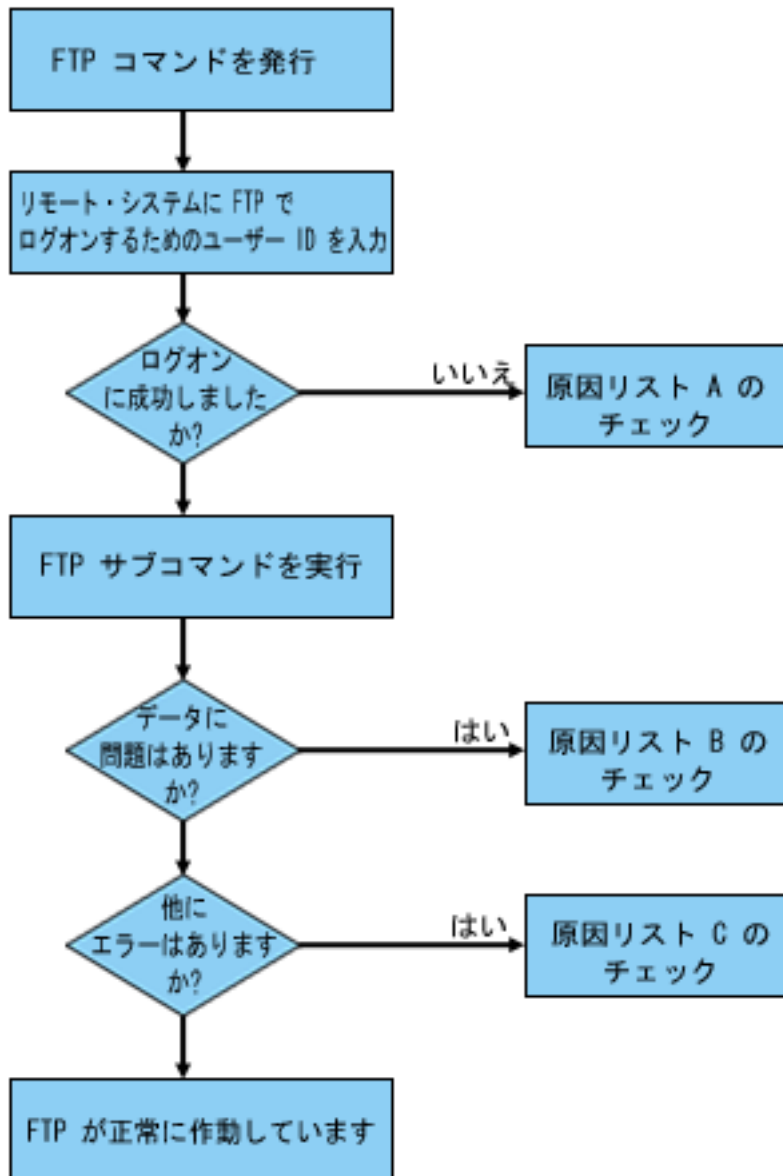 FTP コマンドを発行
リモート・システムに FTP で
ログオンするためのユーザー ID を入力
ログオン
に成功しました
か?
いいえ
原因リスト A の
チェック
FTP サブコマンドを実行
データに
問題はあります
か?
はい
原因リスト B の
チェック
他に
エラーはあります
か?
はい
原因リスト C の
チェック
FTP が正常に作動しています